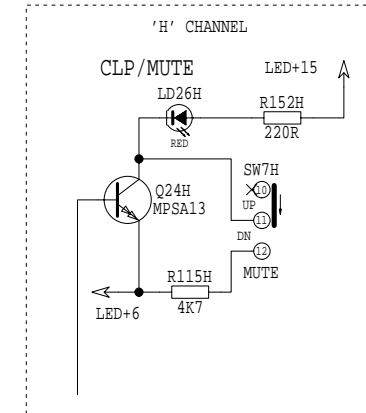 'H' CHANNEL
CLP/MUTE
LED+15
LD26H
R152H
RED
220R
SW7H
10
UP
Q24H
MPSA13
11
DN
12
MUTE
R115H
4K7
LED+6